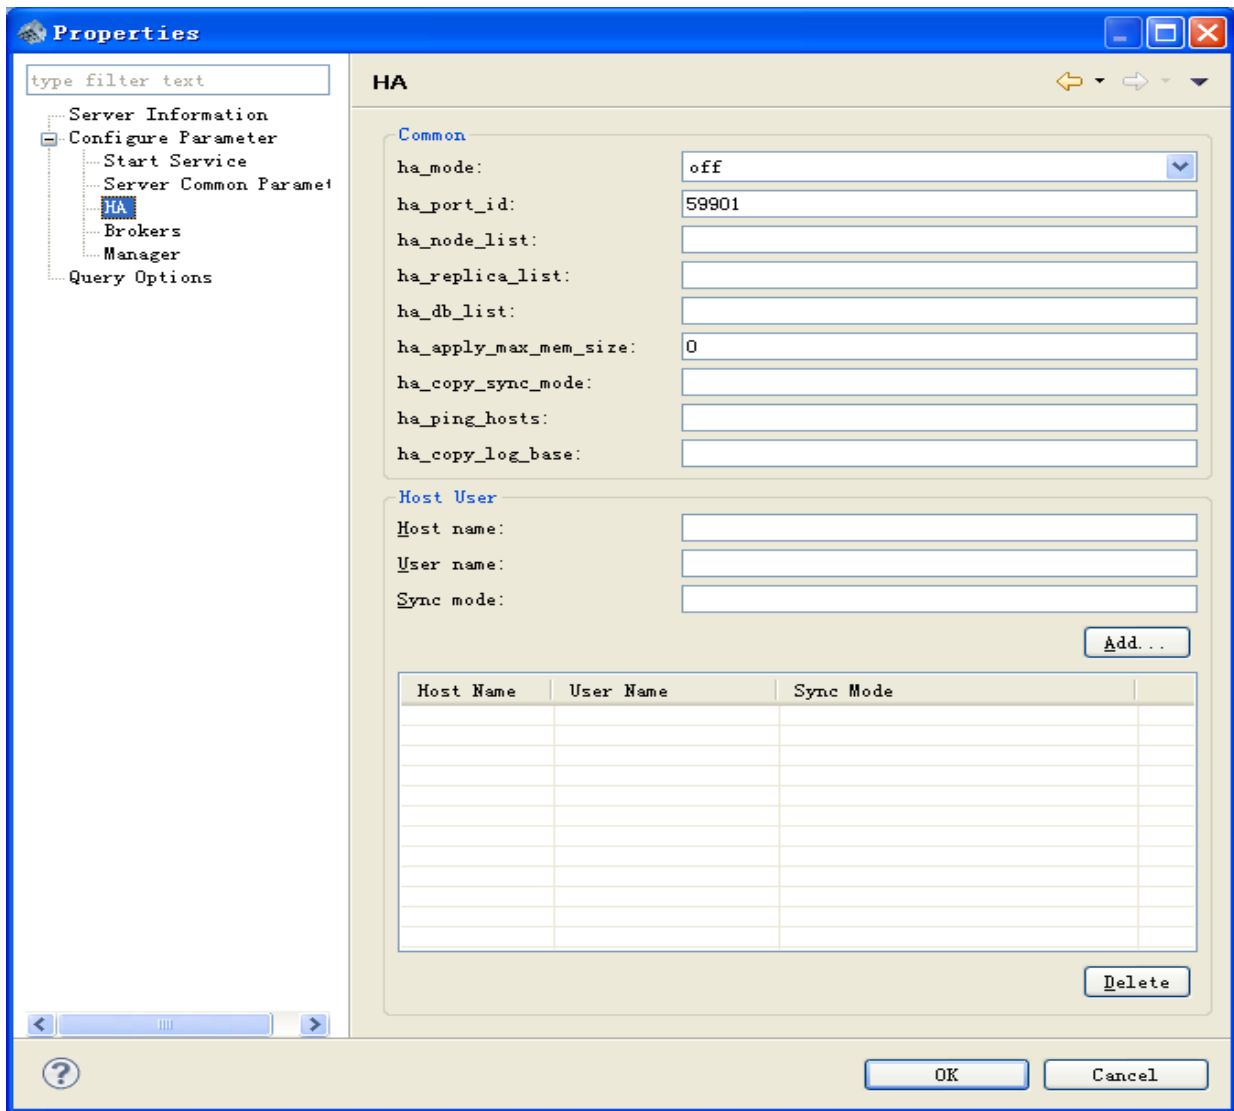 Properties
type filter text
Server Information
Configure Parameter
Start Service
Server Common Paramet
HA
Brokers
Manager
Query Options
HA
Common
ha_mode: off
ha_port_id: 59901
ha_node_list:
ha_replica_list:
ha_db_list:
ha_apply_max_mem_size: 0
ha_copy_sync_mode:
ha_ping_hosts:
ha_copy_log_base:
Host User
Host name:
User name:
Sync mode:
Add...
Host Name User Name Sync Mode
Delete
OK Cancel